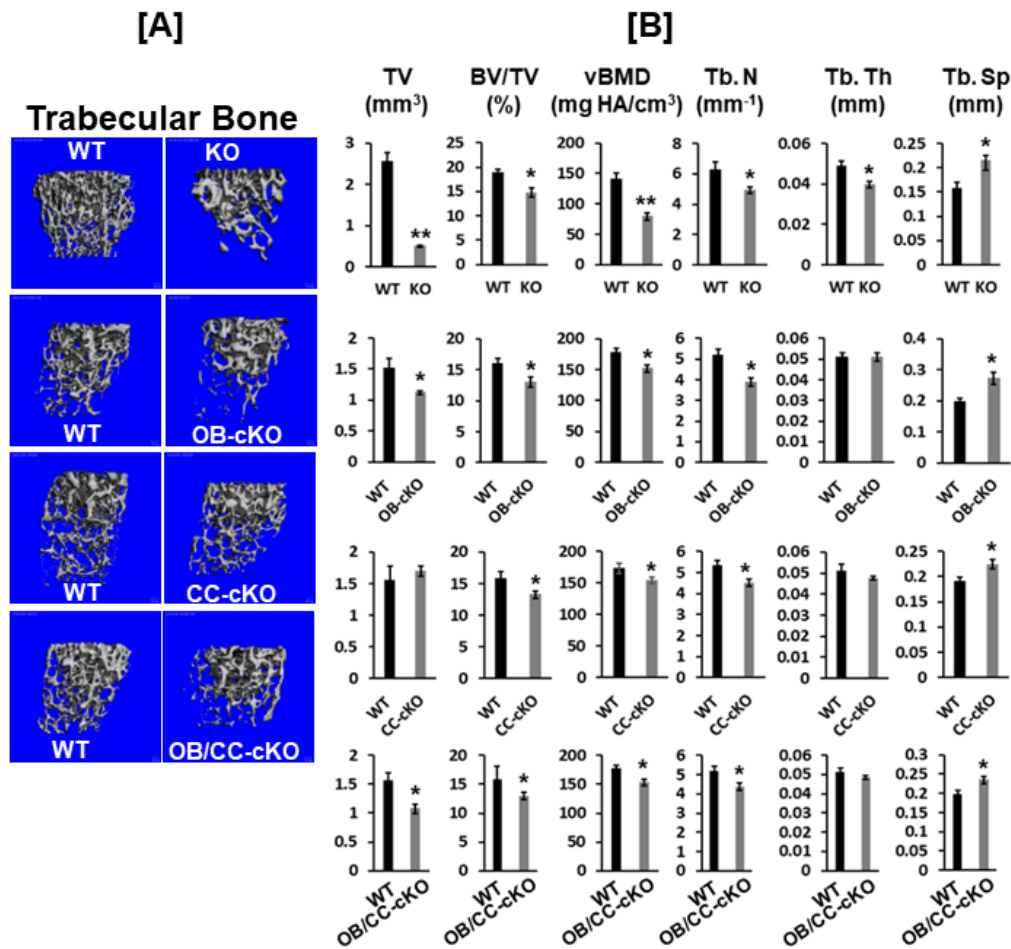 [A]
[B]
Trabecular Bone
WT
KO
WT
OB-cKO
WT
CC-cKO
WT
OB/CC-cKO
TV
(mm³)
BV/TV
(%)
vBMD
(mg HA/cm³)
Tb. N
(mm⁻¹)
Tb. Th
(mm)
Tb. Sp
(mm)
3
2
1
0
**
WT KO
25
20
15
10
5
0
*
WT KO
200
150
100
50
0
**
WT KO
8
6
4
2
0
*
WT KO
0.06
0.04
0.02
0
*
WT KO
0.25
0.2
0.15
0.1
0.05
0
*
WT KO
2
1.5
1
0.5
0
*
WT
OB-cKO
20
15
10
5
0
*
WT
OB-cKO
200
150
100
50
0
*
WT
OB-cKO
6
5
4
3
2
1
0
*
WT
OB-cKO
0.06
0.05
0.04
0.03
0.02
0.01
0
WT
OB-cKO
0.4
0.3
0.2
0.1
0
*
WT
OB-cKO
2
1.5
1
0.5
0
WT
CC-cKO
20
15
10
5
0
*
WT
CC-cKO
200
150
100
50
0
*
WT
CC-cKO
6
5
4
3
2
1
0
*
WT
CC-cKO
0.06
0.05
0.04
0.03
0.02
0.01
0
WT
CC-cKO
0.25
0.2
0.15
0.1
0.05
0
*
WT
CC-cKO
2
1.5
1
0.5
0
*
WT
OB/CC-cKO
20
15
10
5
0
*
WT
OB/CC-cKO
200
150
100
50
0
*
WT
OB/CC-cKO
6
5
4
3
2
1
0
*
WT
OB/CC-cKO
0.06
0.05
0.04
0.03
0.02
0.01
0
WT
OB/CC-cKO
0.3
0.25
0.2
0.15
0.1
0.05
0
*
WT
OB/CC-cKO